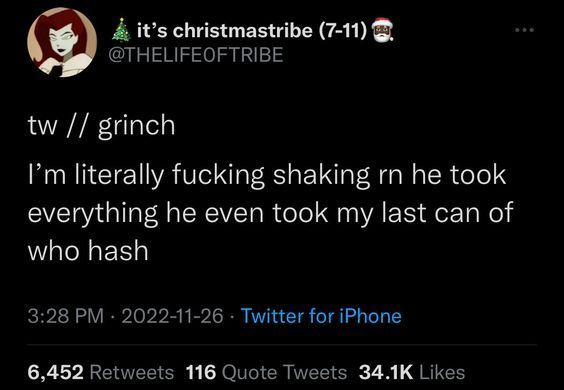 🎄 it's christmastribe (7-11) 🎅🏿
@THELIFEOFTRIBE
tw // grinch
I'm literally fucking shaking rn he took
everything he even took my last can of
who hash
3:28 PM · 2022-11-26 · Twitter for iPhone
6,452 Retweets 116 Quote Tweets 34.1K Likes